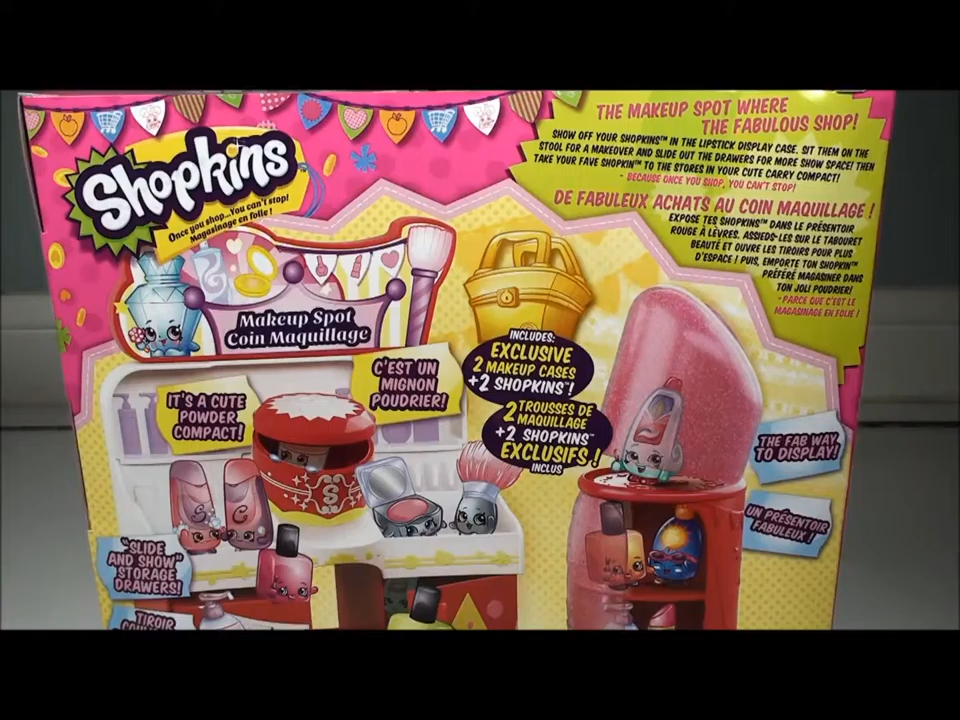 THE MAKEUP SPOT WHERE
THE FABULOUS SHOP!
SHOW OFF YOUR SHOPKINS™ IN THE LIPSTICK DISPLAY CASE. SIT THEM ON THE
STOOL FOR A MAKEOVER AND SLIDE OUT THE DRAWERS FOR MORE SHOW SPACE! THEN
TAKE YOUR FAVE SHOPKIN™ TO THE STORES IN YOUR CUTE CARRY COMPACT!
- BECAUSE ONCE YOU SHOP, YOU CAN'T STOP!
DE FABULEUX ACHATS AU COIN MAQUILLAGE !
EXPOSE TES SHOPKINS™ DANS LE PRÉSENTOIR
ROUGE À LÈVRES. ASSIEDS-LES SUR LE TABOURET
BEAUTÉ ET OUVRE LES TIROIRS POUR PLUS
D'ESPACE ! PUIS, EMPORTE TON SHOPKIN™
PRÉFÉRÉ MAGASINER DANS
TON JOLI POUDRIER!
- PARCE QUE C'EST LE
MAGASINAGE EN FOLIE !
Shopkins
Once you shop...You can't stop!
Magasinage en folie !
Makeup Spot
Coin Maquillage
INCLUDES:
EXCLUSIVE
2 MAKEUP CASES
+2 SHOPKINS™!
2 TROUSSES DE
MAQUILLAGE
+2 SHOPKINS™
EXCLUSIFS !
INCLUS
IT'S A CUTE
POWDER
COMPACT!
C'EST UN
MIGNON
POUDRIER!
S
S
C
THE FAB WAY
TO DISPLAY!
UN PRÉSENTOIR
FABULEUX !
"SLIDE
AND SHOW"
STORAGE
DRAWERS!
TIROIR